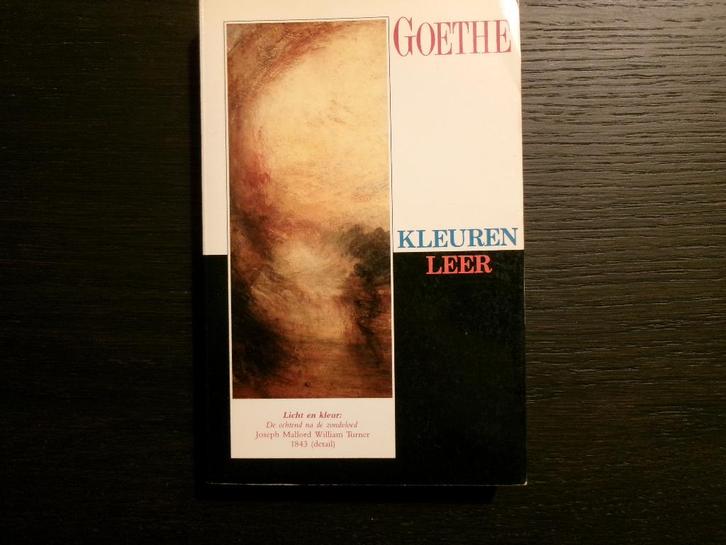 GOETHE
KLEUREN
LEER
Licht en kleur:
De ochtend na de zondvloed
Joseph Mallord William Turner
1843 (detail)